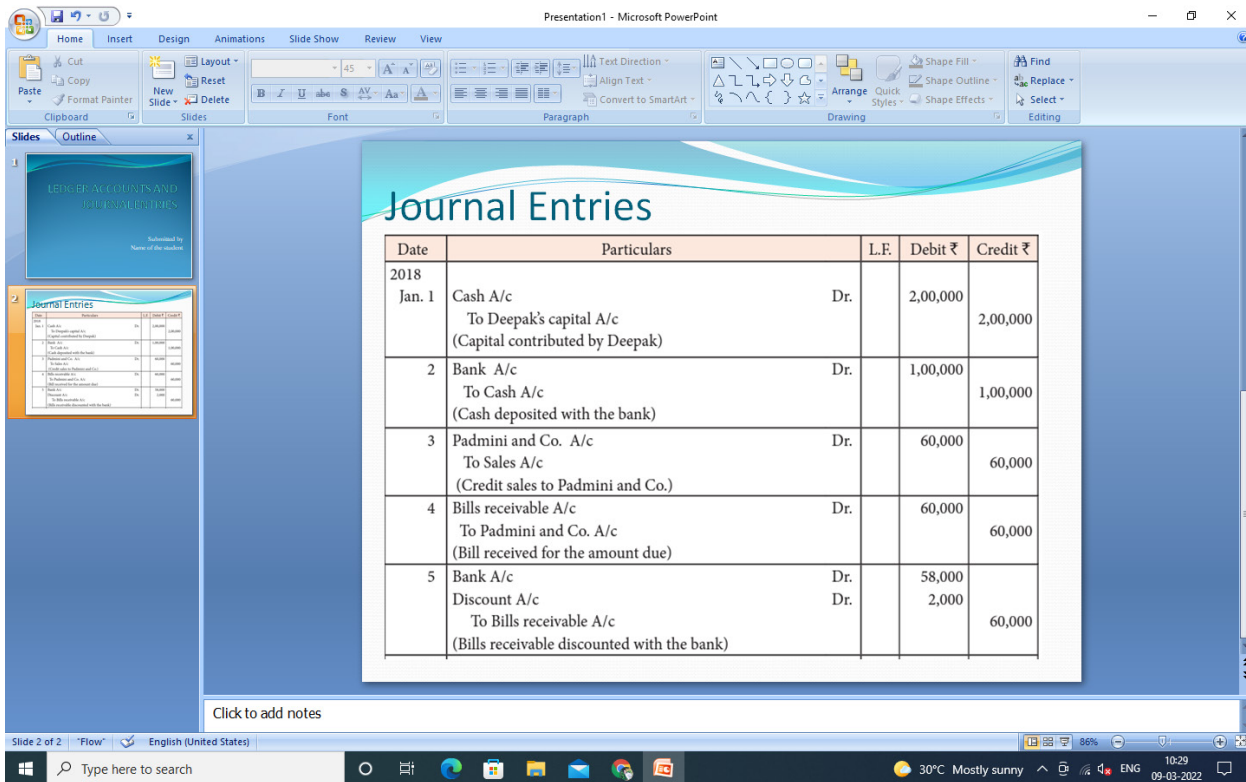 Presentation1 - Microsoft PowerPoint
Home Insert Design Animations Slide Show Review View
Paste
Cut
Copy
Format Painter
Clipboard
New Slide
Layout
Reset
Delete
Slides
45
B I U abc S AV Aa A
Font
Text Direction
Align Text
Convert to SmartArt
Paragraph
Arrange
Quick Styles
Shape Fill
Shape Outline
Shape Effects
Drawing
Find
Replace
Select
Editing
Slides Outline x
1
LEDGER ACCOUNTS AND
JOURNAL ENTRIES
Submitted by
Name of the student
2
Journal Entries
Journal Entries
Date Particulars L.F. Debit ₹ Credit ₹
2018
Jan. 1 Cash A/c Dr. 2,00,000
To Deepak's capital A/c 2,00,000
(Capital contributed by Deepak)
2 Bank A/c Dr. 1,00,000
To Cash A/c 1,00,000
(Cash deposited with the bank)
3 Padmini and Co. A/c Dr. 60,000
To Sales A/c 60,000
(Credit sales to Padmini and Co.)
4 Bills receivable A/c Dr. 60,000
To Padmini and Co. A/c 60,000
(Bill received for the amount due)
5 Bank A/c Dr. 58,000
Discount A/c Dr. 2,000
To Bills receivable A/c 60,000
(Bills receivable discounted with the bank)
Click to add notes
Slide 2 of 2 "Flow" English (United States) 86%
Type here to search 30°C Mostly sunny ENG 10:29
09-03-2022